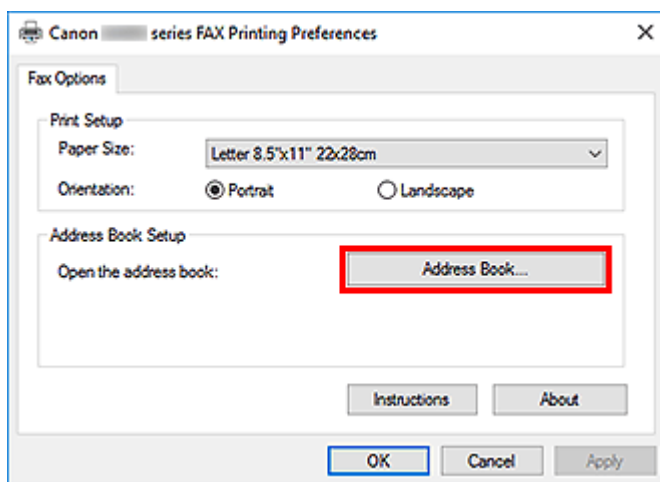 Canon series FAX Printing Preferences
Fax Options
Print Setup
Paper Size: Letter 8.5"x11" 22x28cm
Orientation: Portrait Landscape
Address Book Setup
Open the address book: Address Book...
Instructions About
OK Cancel Apply